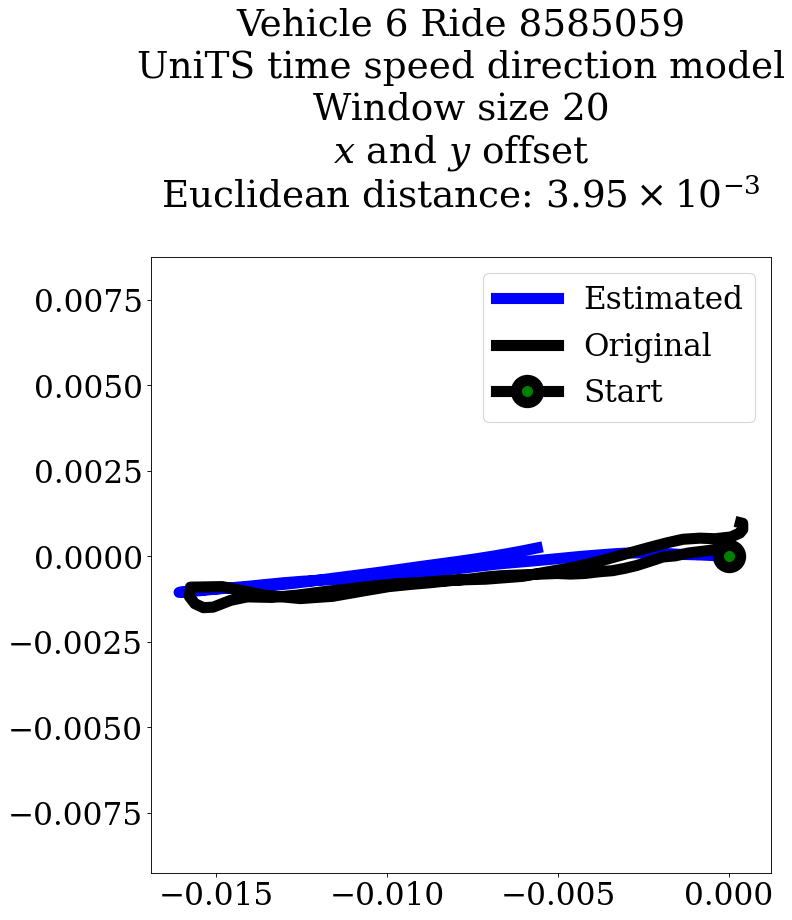 Vehicle 6 Ride 8585059
UniTS time speed direction model
Window size 20
x and y offset
Euclidean distance: 3.95 × 10⁻³
Estimated
Original
Start
0.0075
0.0050
0.0025
0.0000
−0.0025
−0.0050
−0.0075
−0.015 −0.010 −0.005 0.000